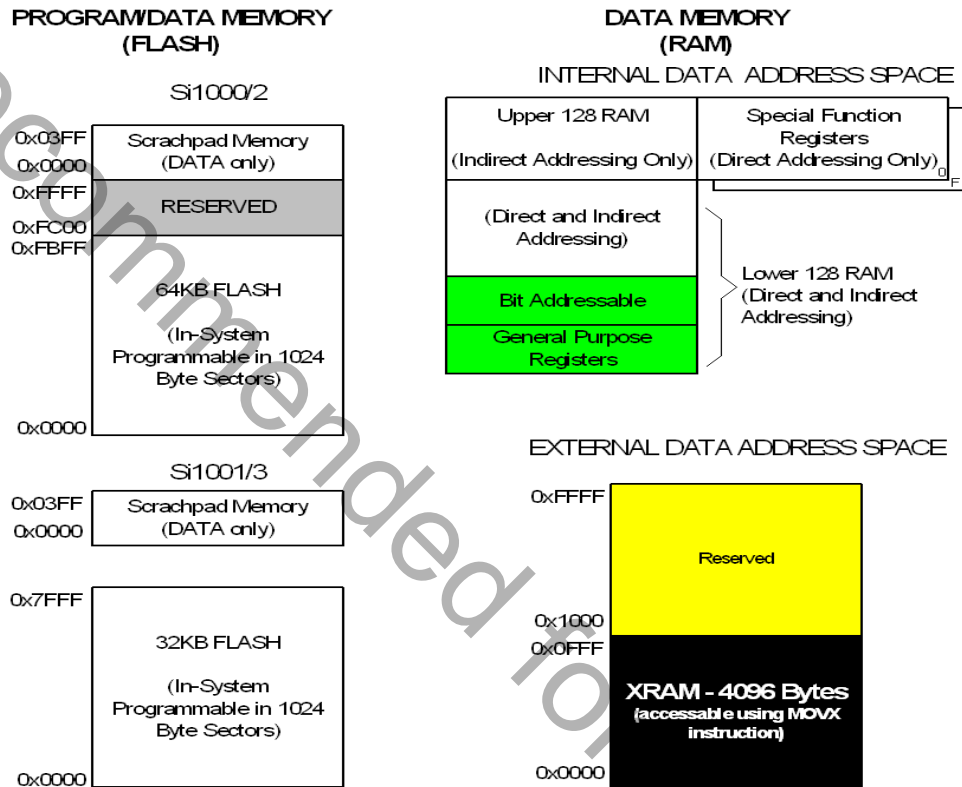 PROGRAM/DATA MEMORY
(FLASH)
Si1000/2
0x03FF
Scrachpad Memory
(DATA only)
0x0000
0xFFFF
RESERVED
0xFC00
0xFBFF
64KB FLASH
(In-System
Programmable in 1024
Byte Sectors)
0x0000
Si1001/3
0x03FF
Scrachpad Memory
(DATA only)
0x0000
0x7FFF
32KB FLASH
(In-System
Programmable in 1024
Byte Sectors)
0x0000
DATA MEMORY
(RAM)
INTERNAL DATA ADDRESS SPACE
Upper 128 RAM
(Indirect Addressing Only)
Special Function
Registers
(Direct Addressing Only)
0
F
(Direct and Indirect
Addressing)
Bit Addressable
General Purpose
Registers
Lower 128 RAM
(Direct and Indirect
Addressing)
EXTERNAL DATA ADDRESS SPACE
0xFFFF
Reserved
0x1000
0x0FFF
XRAM - 4096 Bytes
(accessable using MOVX
instruction)
0x0000
ecommended for